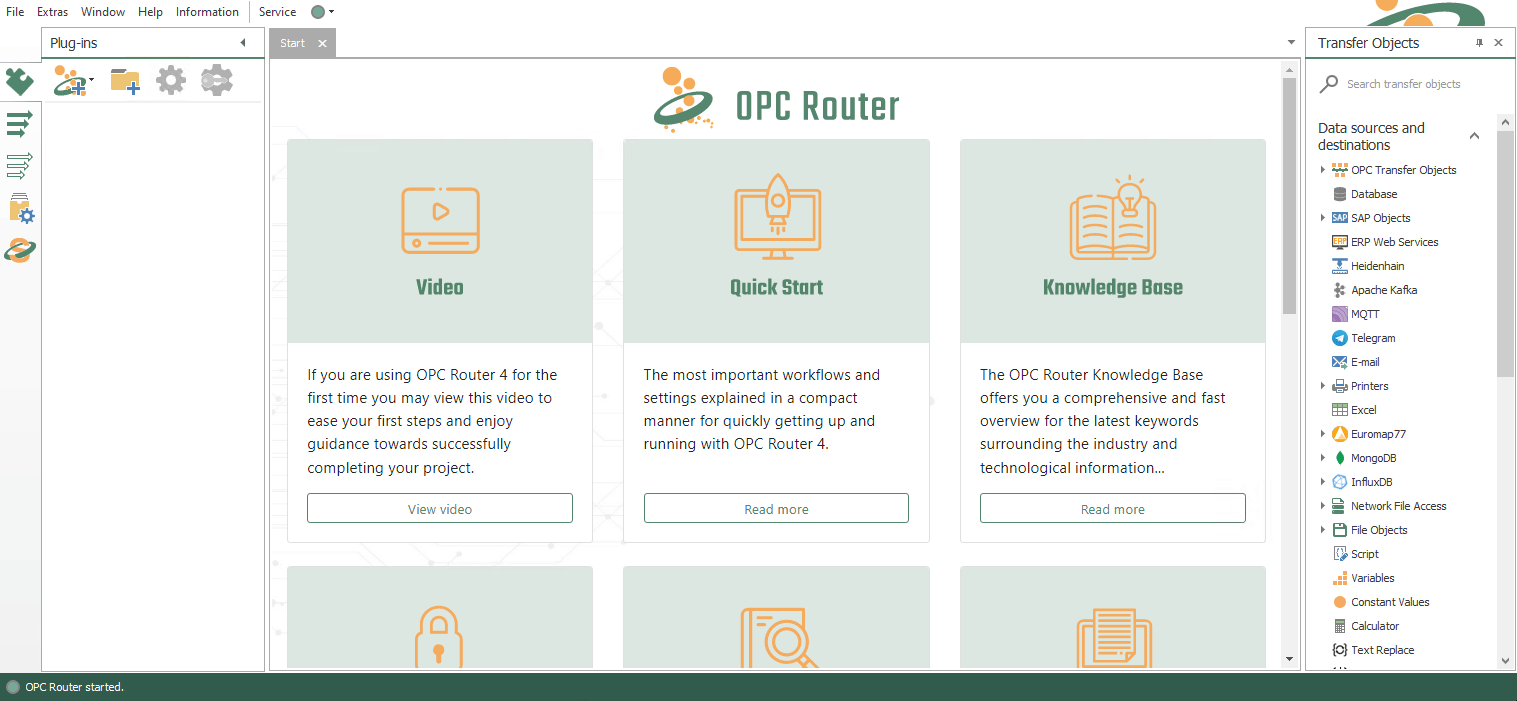 File Extras Window Help Information Service
Plug-ins
Start
OPC Router
Video
If you are using OPC Router 4 for the
first time you may view this video to
ease your first steps and enjoy
guidance towards successfully
completing your project.
View video
Quick Start
The most important workflows and
settings explained in a compact
manner for quickly getting up and
running with OPC Router 4.
Read more
Knowledge Base
The OPC Router Knowledge Base
offers you a comprehensive and fast
overview for the latest keywords
surrounding the industry and
technological information...
Read more
Transfer Objects
Search transfer objects
Data sources and
destinations
OPC Transfer Objects
Database
SAP SAP Objects
ERP ERP Web Services
Heidenhain
Apache Kafka
MQTT
Telegram
E-mail
Printers
Excel
Euromap77
MongoDB
InfluxDB
Network File Access
File Objects
Script
Variables
Constant Values
Calculator
Text Replace
OPC Router started.